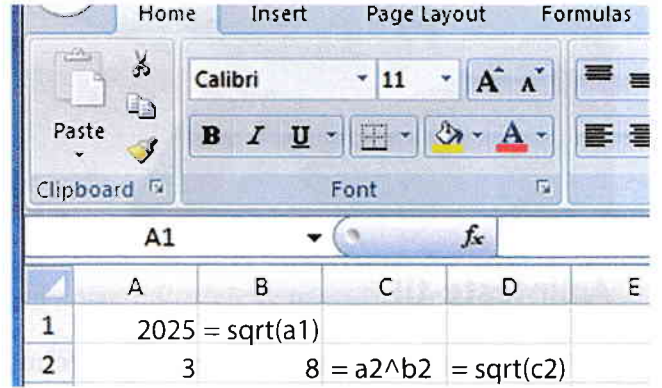 Home Insert Page Layout Formulas
Calibri 11 A A
Paste B I U A
Clipboard Font
A1 fx
A B C D E
1 2025 = sqrt(a1)
2 3 8 = a2^b2 = sqrt(c2)